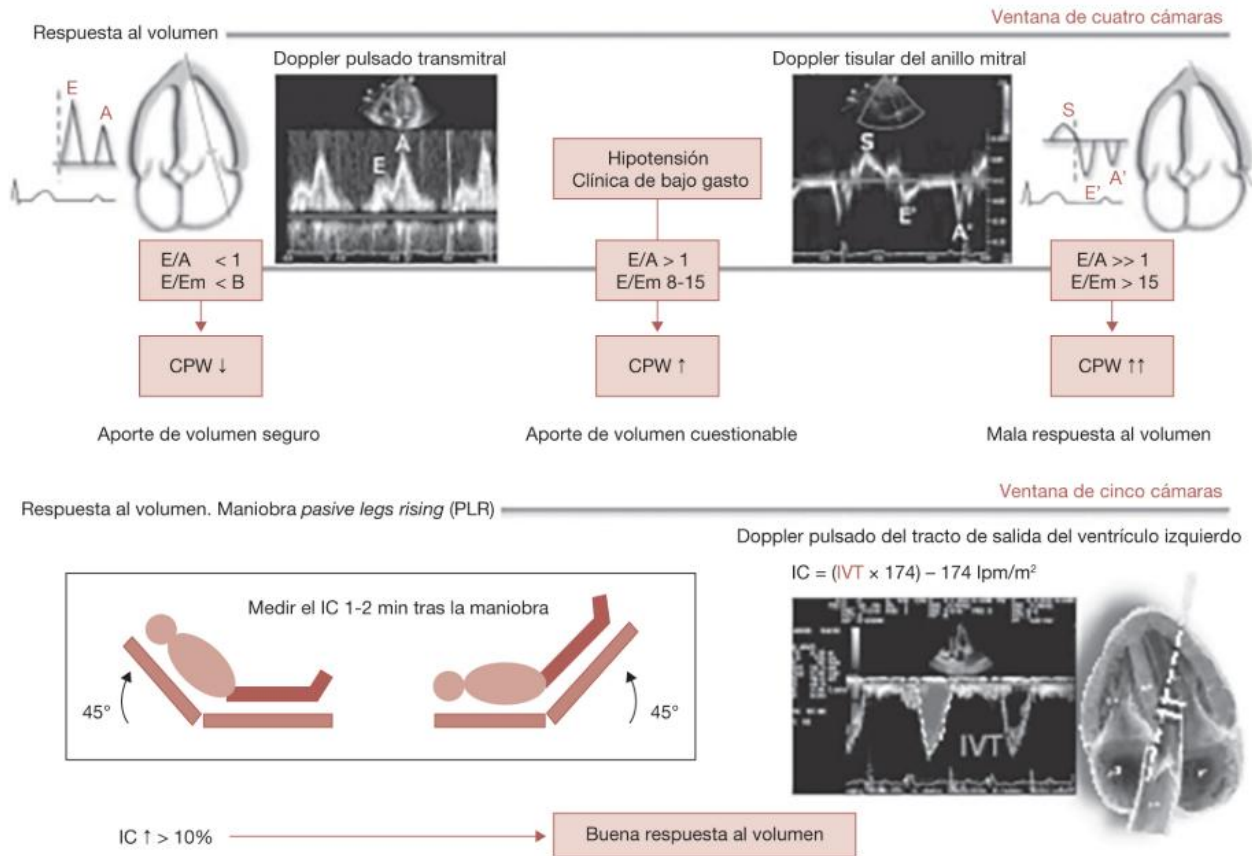 Ventana de cuatro cámaras
Respuesta al volumen
Doppler pulsado transmitral
Doppler tisular del anillo mitral
E
A
E
A
Hipotensión
Clínica de bajo gasto
S
E'
A'
S
E'
A'
E/A < 1
E/Em < B
E/A > 1
E/Em 8-15
E/A >> 1
E/Em > 15
CPW ↓
CPW ↑
CPW ↑↑
Aporte de volumen seguro
Aporte de volumen cuestionable
Mala respuesta al volumen
Ventana de cinco cámaras
Respuesta al volumen. Maniobra pasive legs rising (PLR)
Doppler pulsado del tracto de salida del ventrículo izquierdo
IC = (IVT × 174) – 174 lpm/m²
Medir el IC 1-2 min tras la maniobra
45°
45°
IVT
IC ↑ > 10%
Buena respuesta al volumen